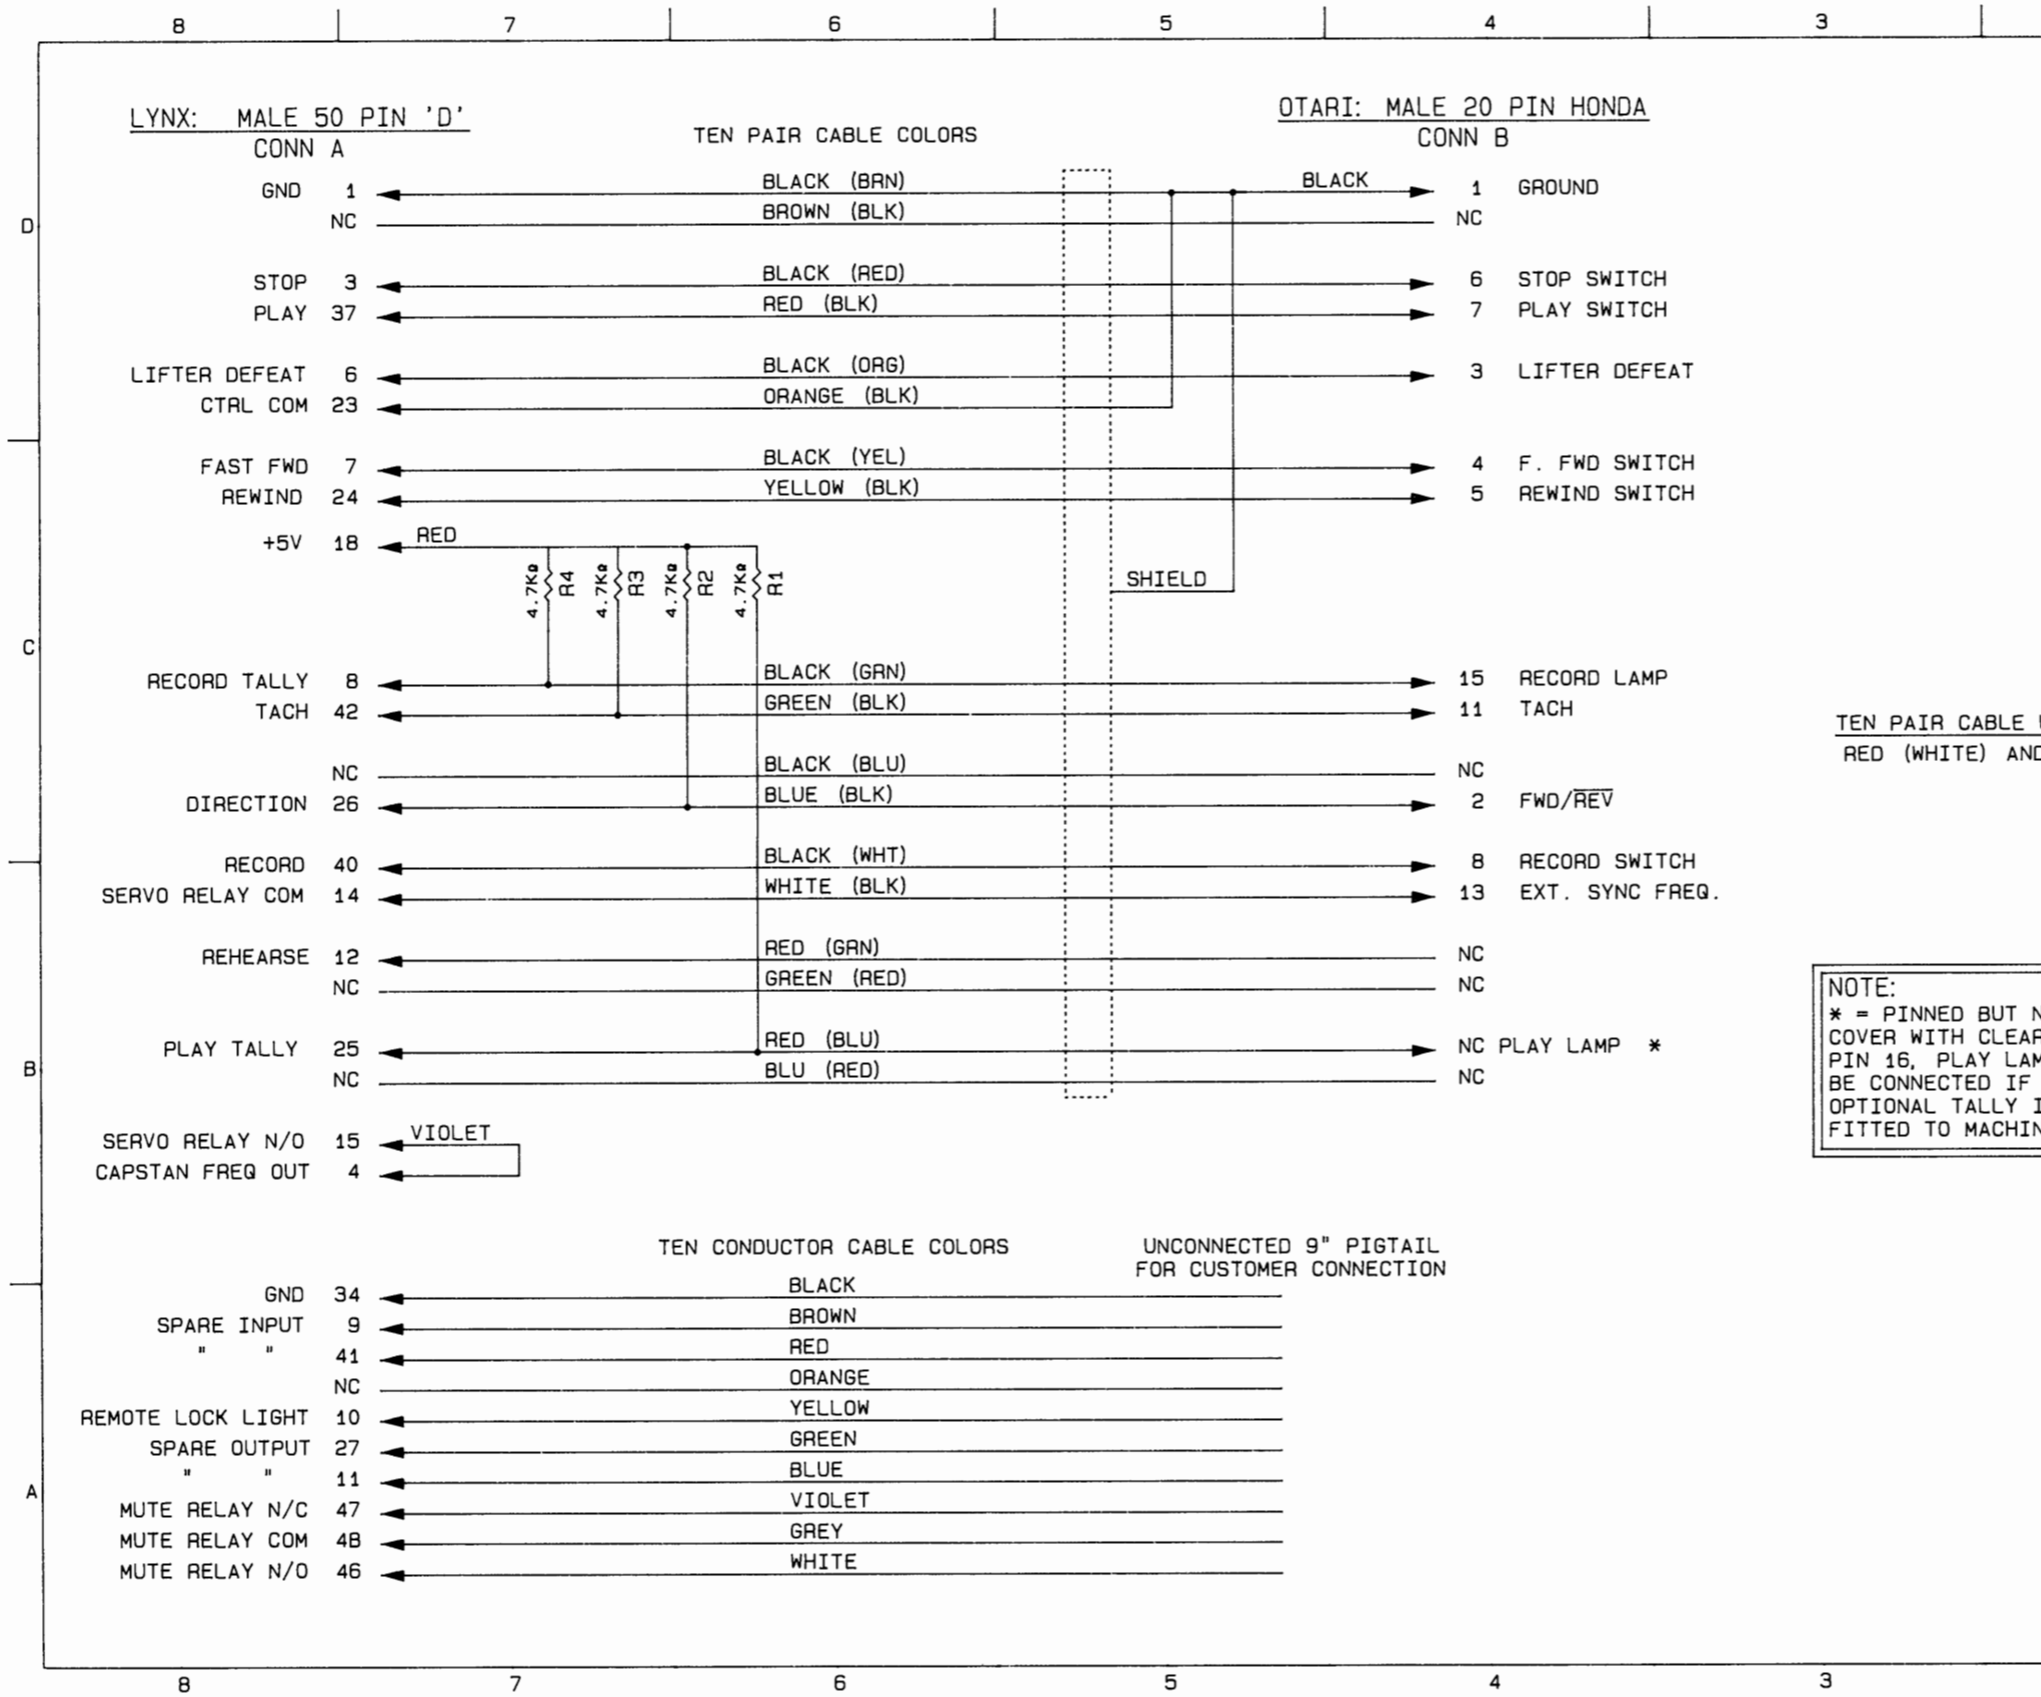 8 7 6 5 4 3
LYNX: MALE 50 PIN 'D'
CONN A
TEN PAIR CABLE COLORS
OTARI: MALE 20 PIN HONDA
CONN B
GND 1 BLACK (BRN) BLACK 1 GROUND
D
NC BROWN (BLK) NC
STOP 3 BLACK (RED) 6 STOP SWITCH
PLAY 37 RED (BLK) 7 PLAY SWITCH
LIFTER DEFEAT 6 BLACK (ORG) 3 LIFTER DEFEAT
CTRL COM 23 ORANGE (BLK)
FAST FWD 7 BLACK (YEL) 4 F. FWD SWITCH
REWIND 24 YELLOW (BLK) 5 REWIND SWITCH
+5V 18 RED
4.7KΩ R4 4.7KΩ R3 4.7KΩ R2 4.7KΩ R1 SHIELD
C
RECORD TALLY 8 BLACK (GRN) 15 RECORD LAMP
TACH 42 GREEN (BLK) 11 TACH
TEN PAIR CABLE
RED (WHITE) AND
NC BLACK (BLU) NC
DIRECTION 26 BLUE (BLK) 2 FWD/R̅E̅V̅
RECORD 40 BLACK (WHT) 8 RECORD SWITCH
SERVO RELAY COM 14 WHITE (BLK) 13 EXT. SYNC FREQ.
REHEARSE 12 RED (GRN) NC
NC GREEN (RED) NC
PLAY TALLY 25 RED (BLU) NC PLAY LAMP *
B
NC BLU (RED) NC
NOTE:
* = PINNED BUT N
COVER WITH CLEAR
PIN 16, PLAY LAM
BE CONNECTED IF
OPTIONAL TALLY I
FITTED TO MACHIN
SERVO RELAY N/O 15 VIOLET
CAPSTAN FREQ OUT 4
TEN CONDUCTOR CABLE COLORS
UNCONNECTED 9" PIGTAIL
FOR CUSTOMER CONNECTION
GND 34 BLACK
SPARE INPUT 9 BROWN
" " 41 RED
NC ORANGE
REMOTE LOCK LIGHT 10 YELLOW
SPARE OUTPUT 27 GREEN
" " 11 BLUE
A
MUTE RELAY N/C 47 VIOLET
MUTE RELAY COM 48 GREY
MUTE RELAY N/O 46 WHITE
8 7 6 5 4 3